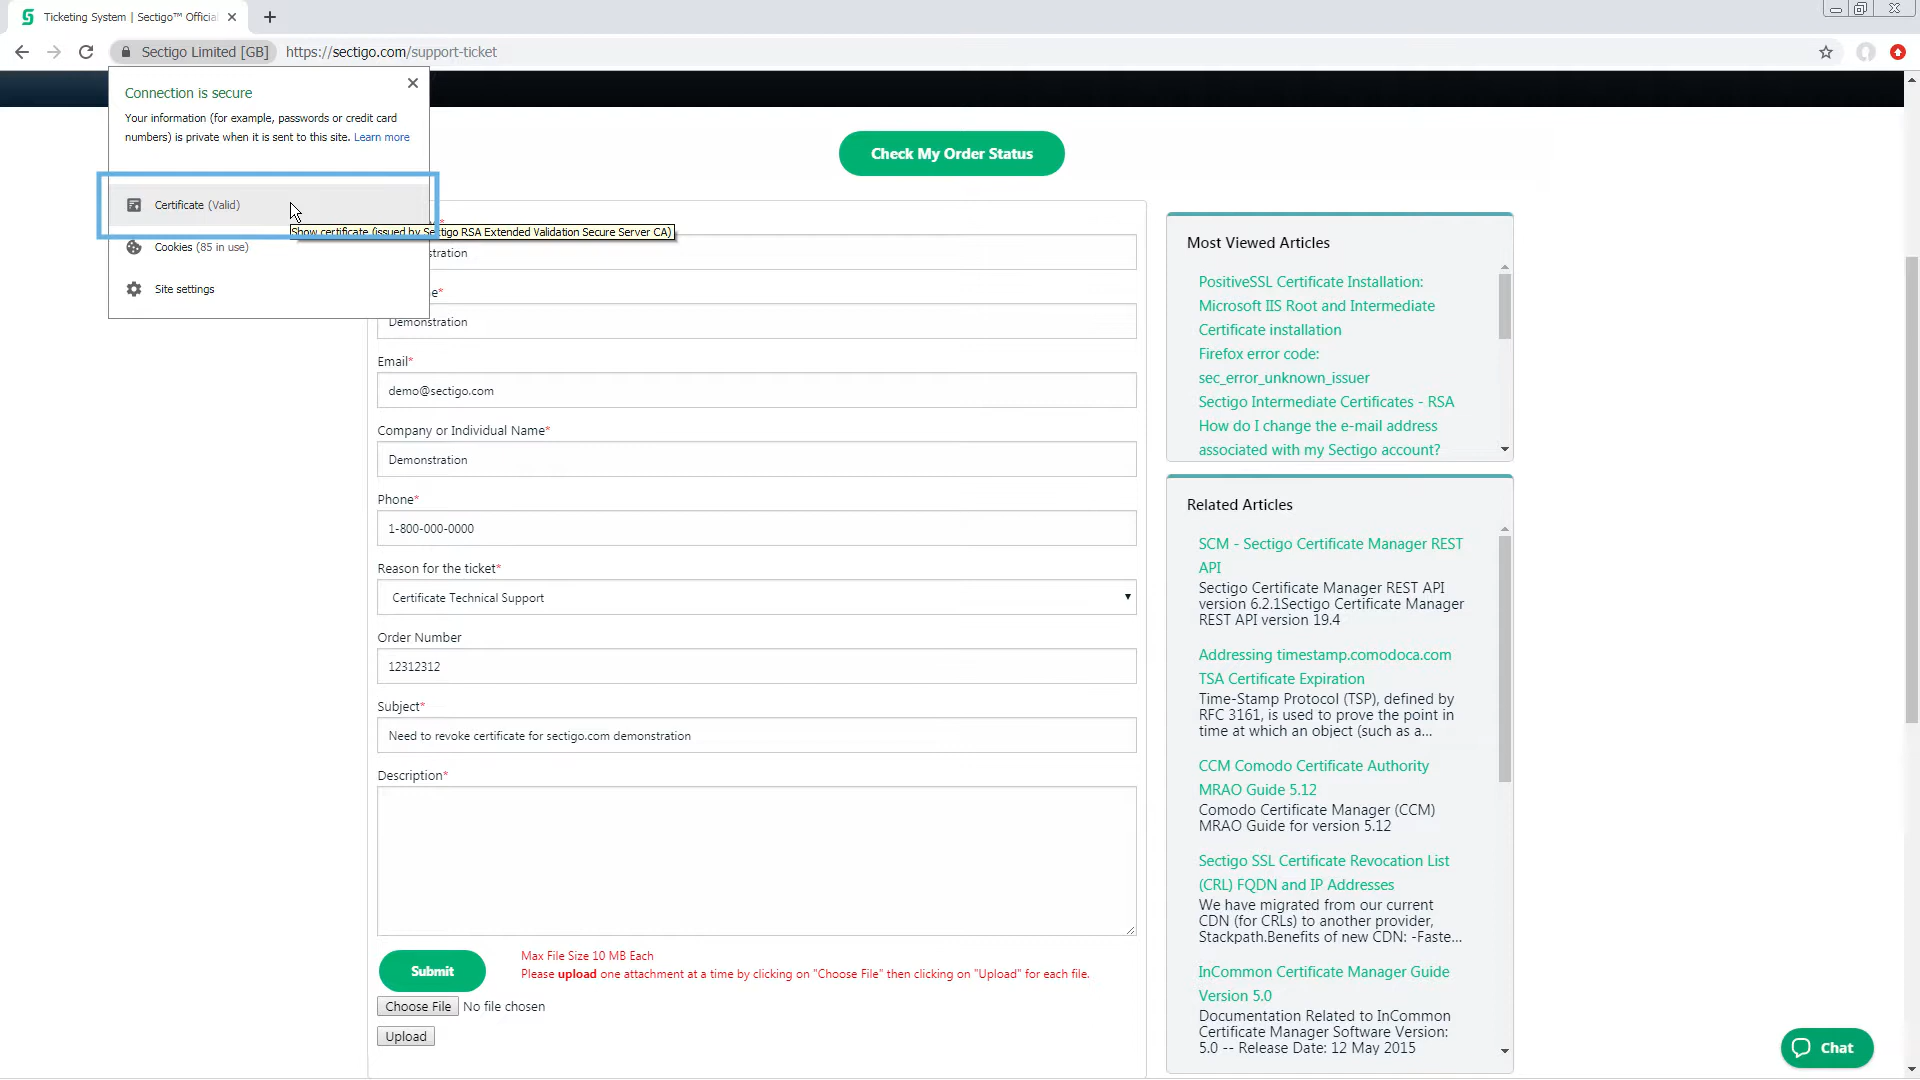 Ticketing System | Sectigo™ Officia
Sectigo Limited [GB]
https://sectigo.com/support-ticket
Connection is secure
Your information (for example, passwords or credit card
numbers) is private when it is sent to this site. Learn more
Certificate (Valid)
Show certificate (issued by Sectigo RSA Extended Validation Secure Server CA)
Cookies (85 in use)
Site settings
Check My Order Status
*
stration
e*
Demonstration
Email*
demo@sectigo.com
Company or Individual Name*
Demonstration
Phone*
1-800-000-0000
Reason for the ticket*
Certificate Technical Support
Order Number
12312312
Subject*
Need to revoke certificate for sectigo.com demonstration
Description*
Submit
Max File Size 10 MB Each
Please upload one attachment at a time by clicking on "Choose File" then clicking on "Upload" for each file.
Choose File No file chosen
Upload
Most Viewed Articles
PositiveSSL Certificate Installation:
Microsoft IIS Root and Intermediate
Certificate installation
Firefox error code:
sec_error_unknown_issuer
Sectigo Intermediate Certificates - RSA
How do I change the e-mail address
associated with my Sectigo account?
Related Articles
SCM - Sectigo Certificate Manager REST
API
Sectigo Certificate Manager REST API
version 6.2.1Sectigo Certificate Manager
REST API version 19.4
Addressing timestamp.comodoca.com
TSA Certificate Expiration
Time-Stamp Protocol (TSP), defined by
RFC 3161, is used to prove the point in
time at which an object (such as a...
CCM Comodo Certificate Authority
MRAO Guide 5.12
Comodo Certificate Manager (CCM)
MRAO Guide for version 5.12
Sectigo SSL Certificate Revocation List
(CRL) FQDN and IP Addresses
We have migrated from our current
CDN (for CRLs) to another provider,
Stackpath.Benefits of new CDN: -Faste...
InCommon Certificate Manager Guide
Version 5.0
Documentation Related to InCommon
Certificate Manager Software Version:
5.0 -- Release Date: 12 May 2015
Chat